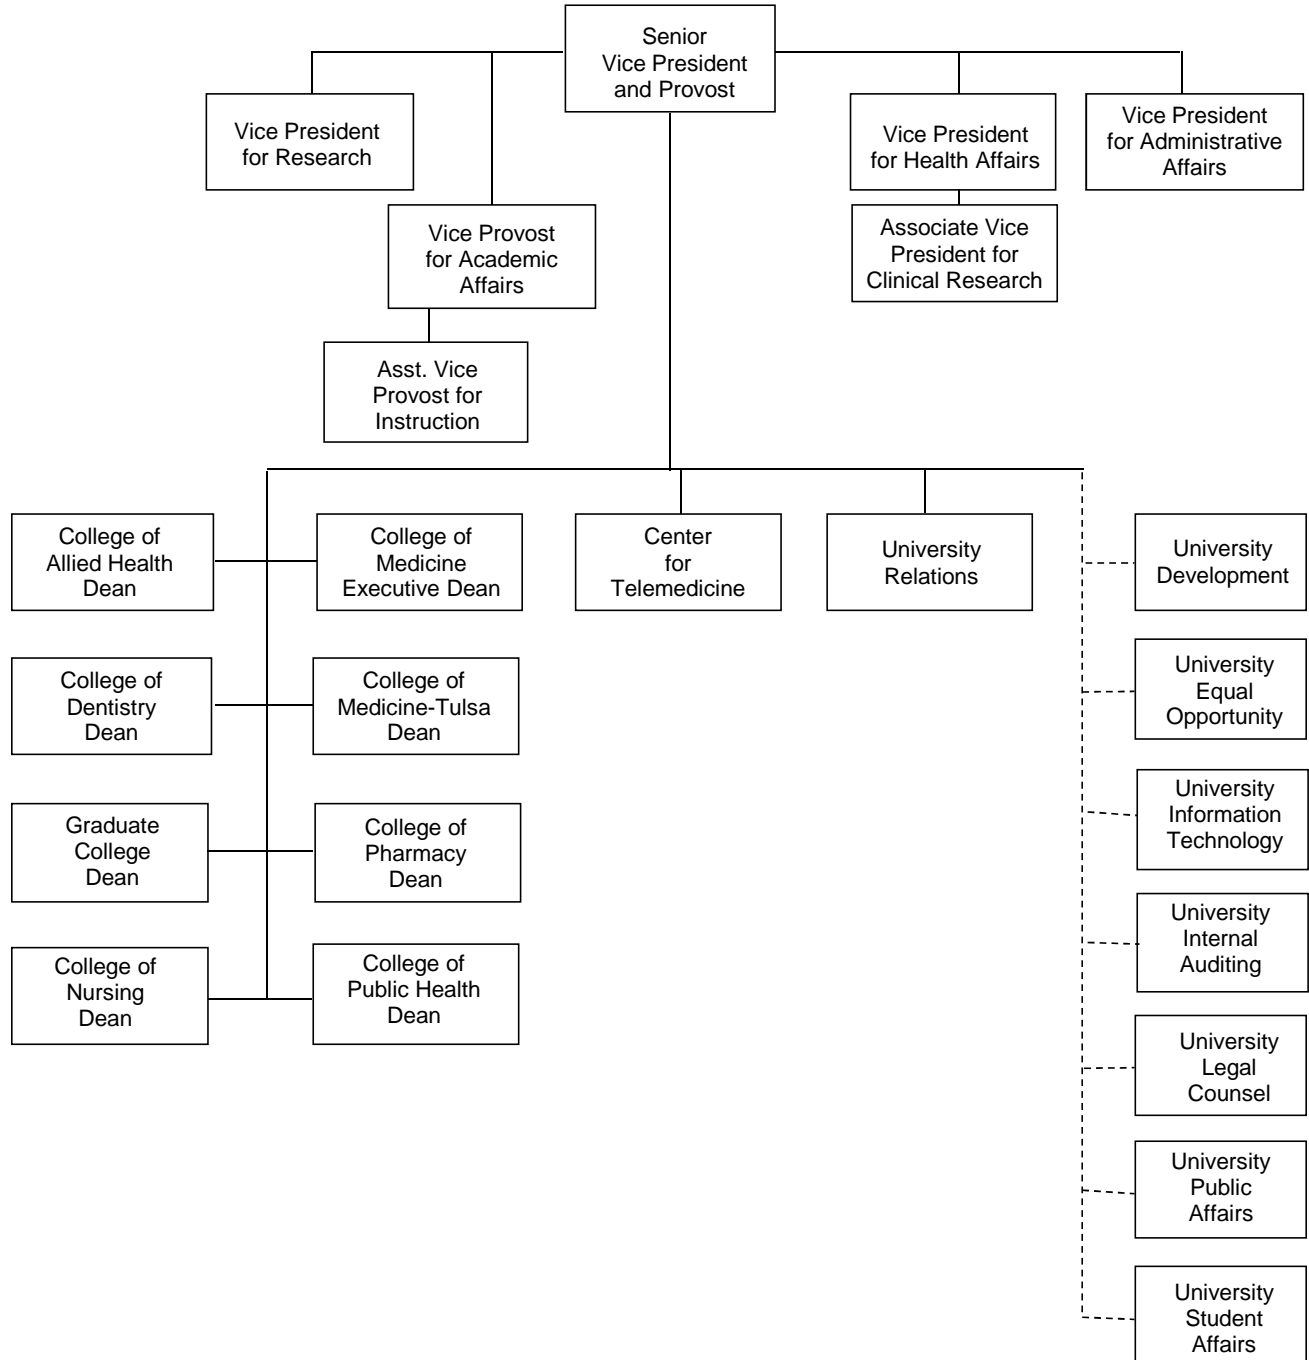 Senior
Vice President
and Provost
Vice President
for Research
Vice President
for Health Affairs
Vice President
for Administrative
Affairs
Vice Provost
for Academic
Affairs
Associate Vice
President for
Clinical Research
Asst. Vice
Provost for
Instruction
College of
Allied Health
Dean
College of
Medicine
Executive Dean
Center
for
Telemedicine
University
Relations
University
Development
College of
Dentistry
Dean
College of
Medicine-Tulsa
Dean
University
Equal
Opportunity
Graduate
College
Dean
College of
Pharmacy
Dean
University
Information
Technology
College of
Nursing
Dean
College of
Public Health
Dean
University
Internal
Auditing
University
Legal
Counsel
University
Public
Affairs
University
Student
Affairs